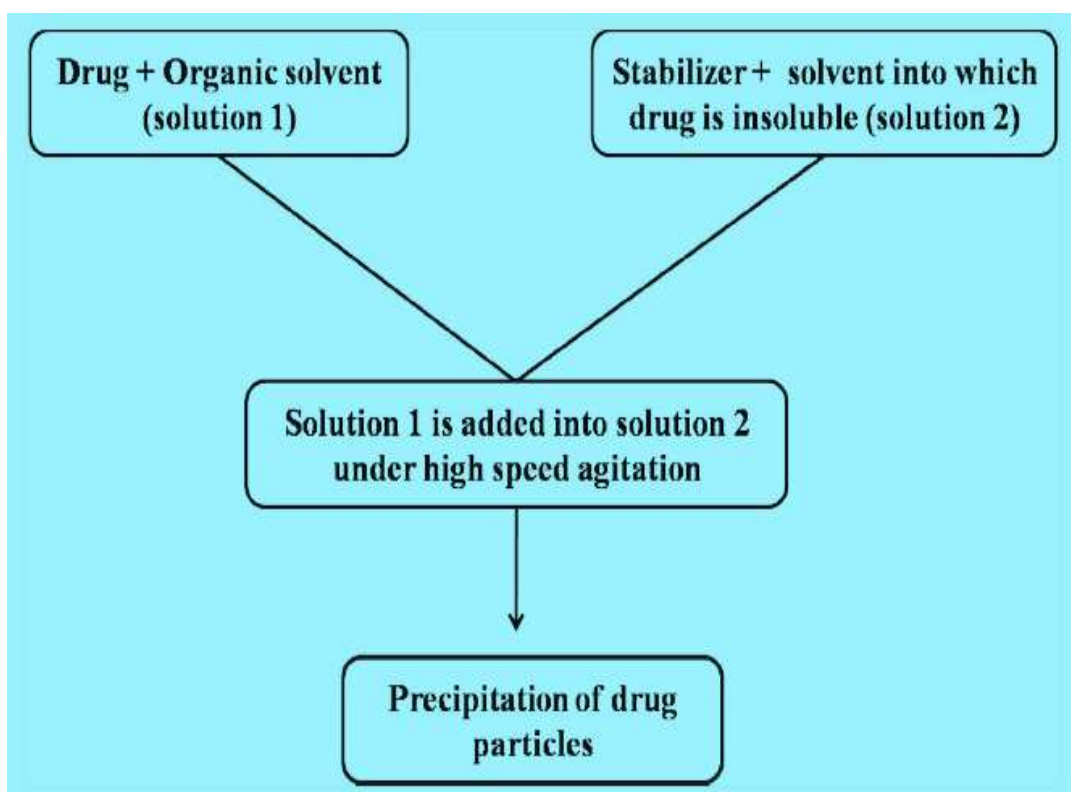 Drug + Organic solvent
(solution 1)
Stabilizer + solvent into which
drug is insoluble (solution 2)
Solution 1 is added into solution 2
under high speed agitation
Precipitation of drug
particles